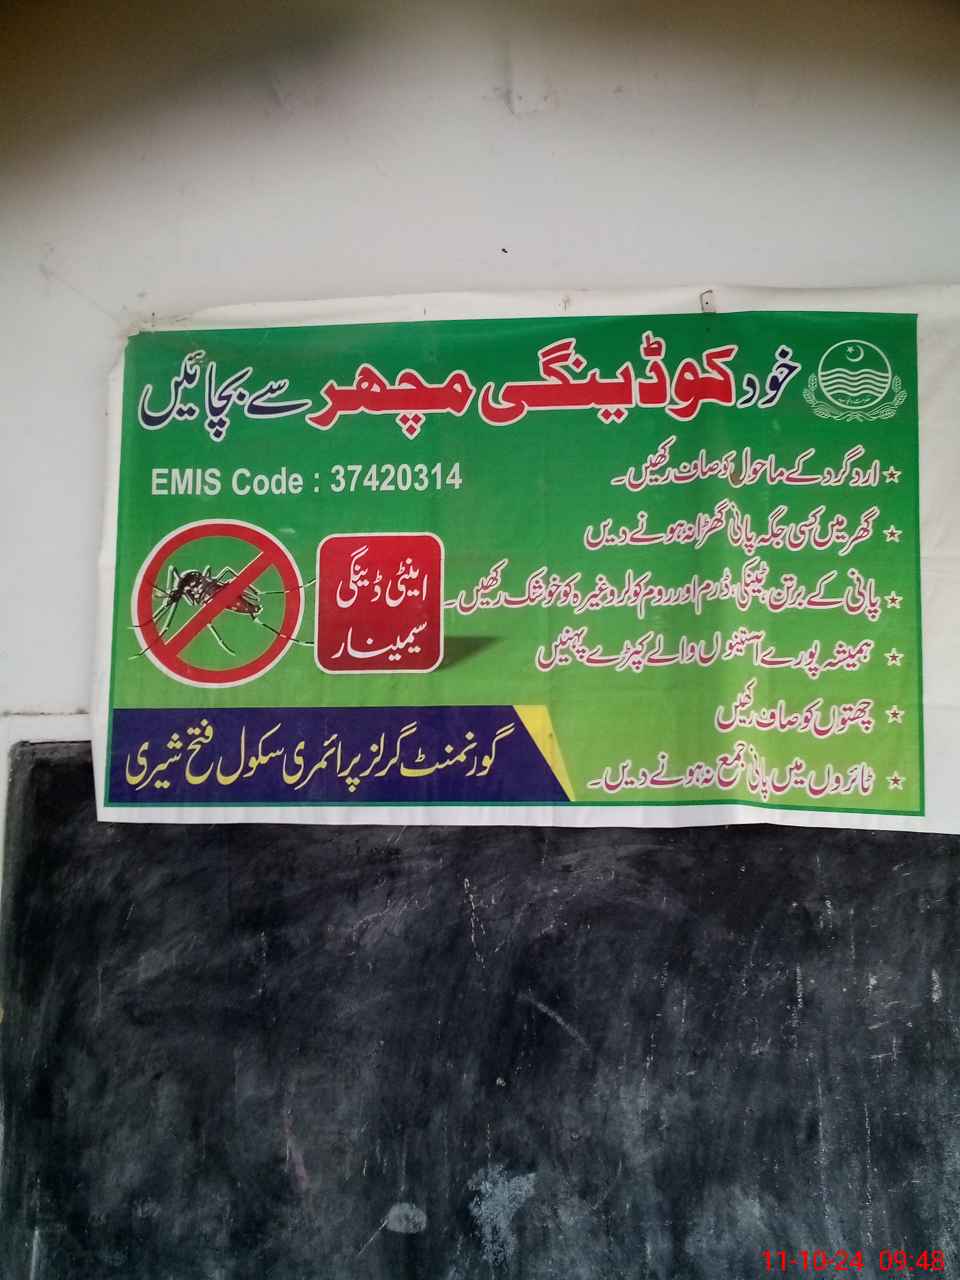 خود کو ڈینگی مچھر سے بچائیں
EMIS Code : 37420314
ارد گرد کے ماحول کو صاف رکھیں۔
گھر میں کسی جگہ پانی کھڑا نہ ہونے دیں
پانی کے برتن، ٹینکی، ڈرم اور روم کولر وغیرہ کو خوشک رکھیں۔
ہمیشہ پورے آستینوں والے کپڑے پہنیں
چھتوں کو صاف رکھیں
ٹائروں میں پانی جمع نہ ہونے دیں۔
اینٹی ڈینگی
سیمینار
گورنمنٹ گرلز پرائمری سکول فتح شیری
11-10-24 09:48